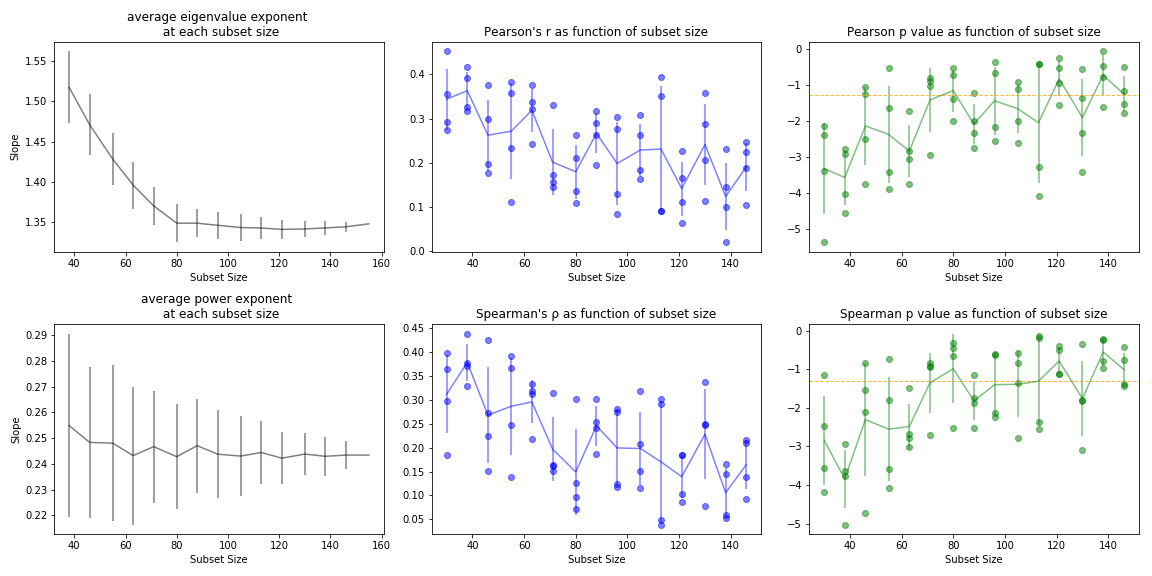 average eigenvalue exponent
at each subset size
Slope
1.55
1.50
1.45
1.40
1.35
40 60 80 100 120 140 160
Subset Size
Pearson's r as function of subset size
0.4
0.3
0.2
0.1
0.0
40 60 80 100 120 140
Subset Size
Pearson p value as function of subset size
0
−1
−2
−3
−4
−5
40 60 80 100 120 140
Subset Size
average power exponent
at each subset size
Slope
0.29
0.28
0.27
0.26
0.25
0.24
0.23
0.22
40 60 80 100 120 140 160
Subset Size
Spearman's ρ as function of subset size
0.45
0.40
0.35
0.30
0.25
0.20
0.15
0.10
0.05
40 60 80 100 120 140
Subset Size
Spearman p value as function of subset size
0
−1
−2
−3
−4
−5
40 60 80 100 120 140
Subset Size